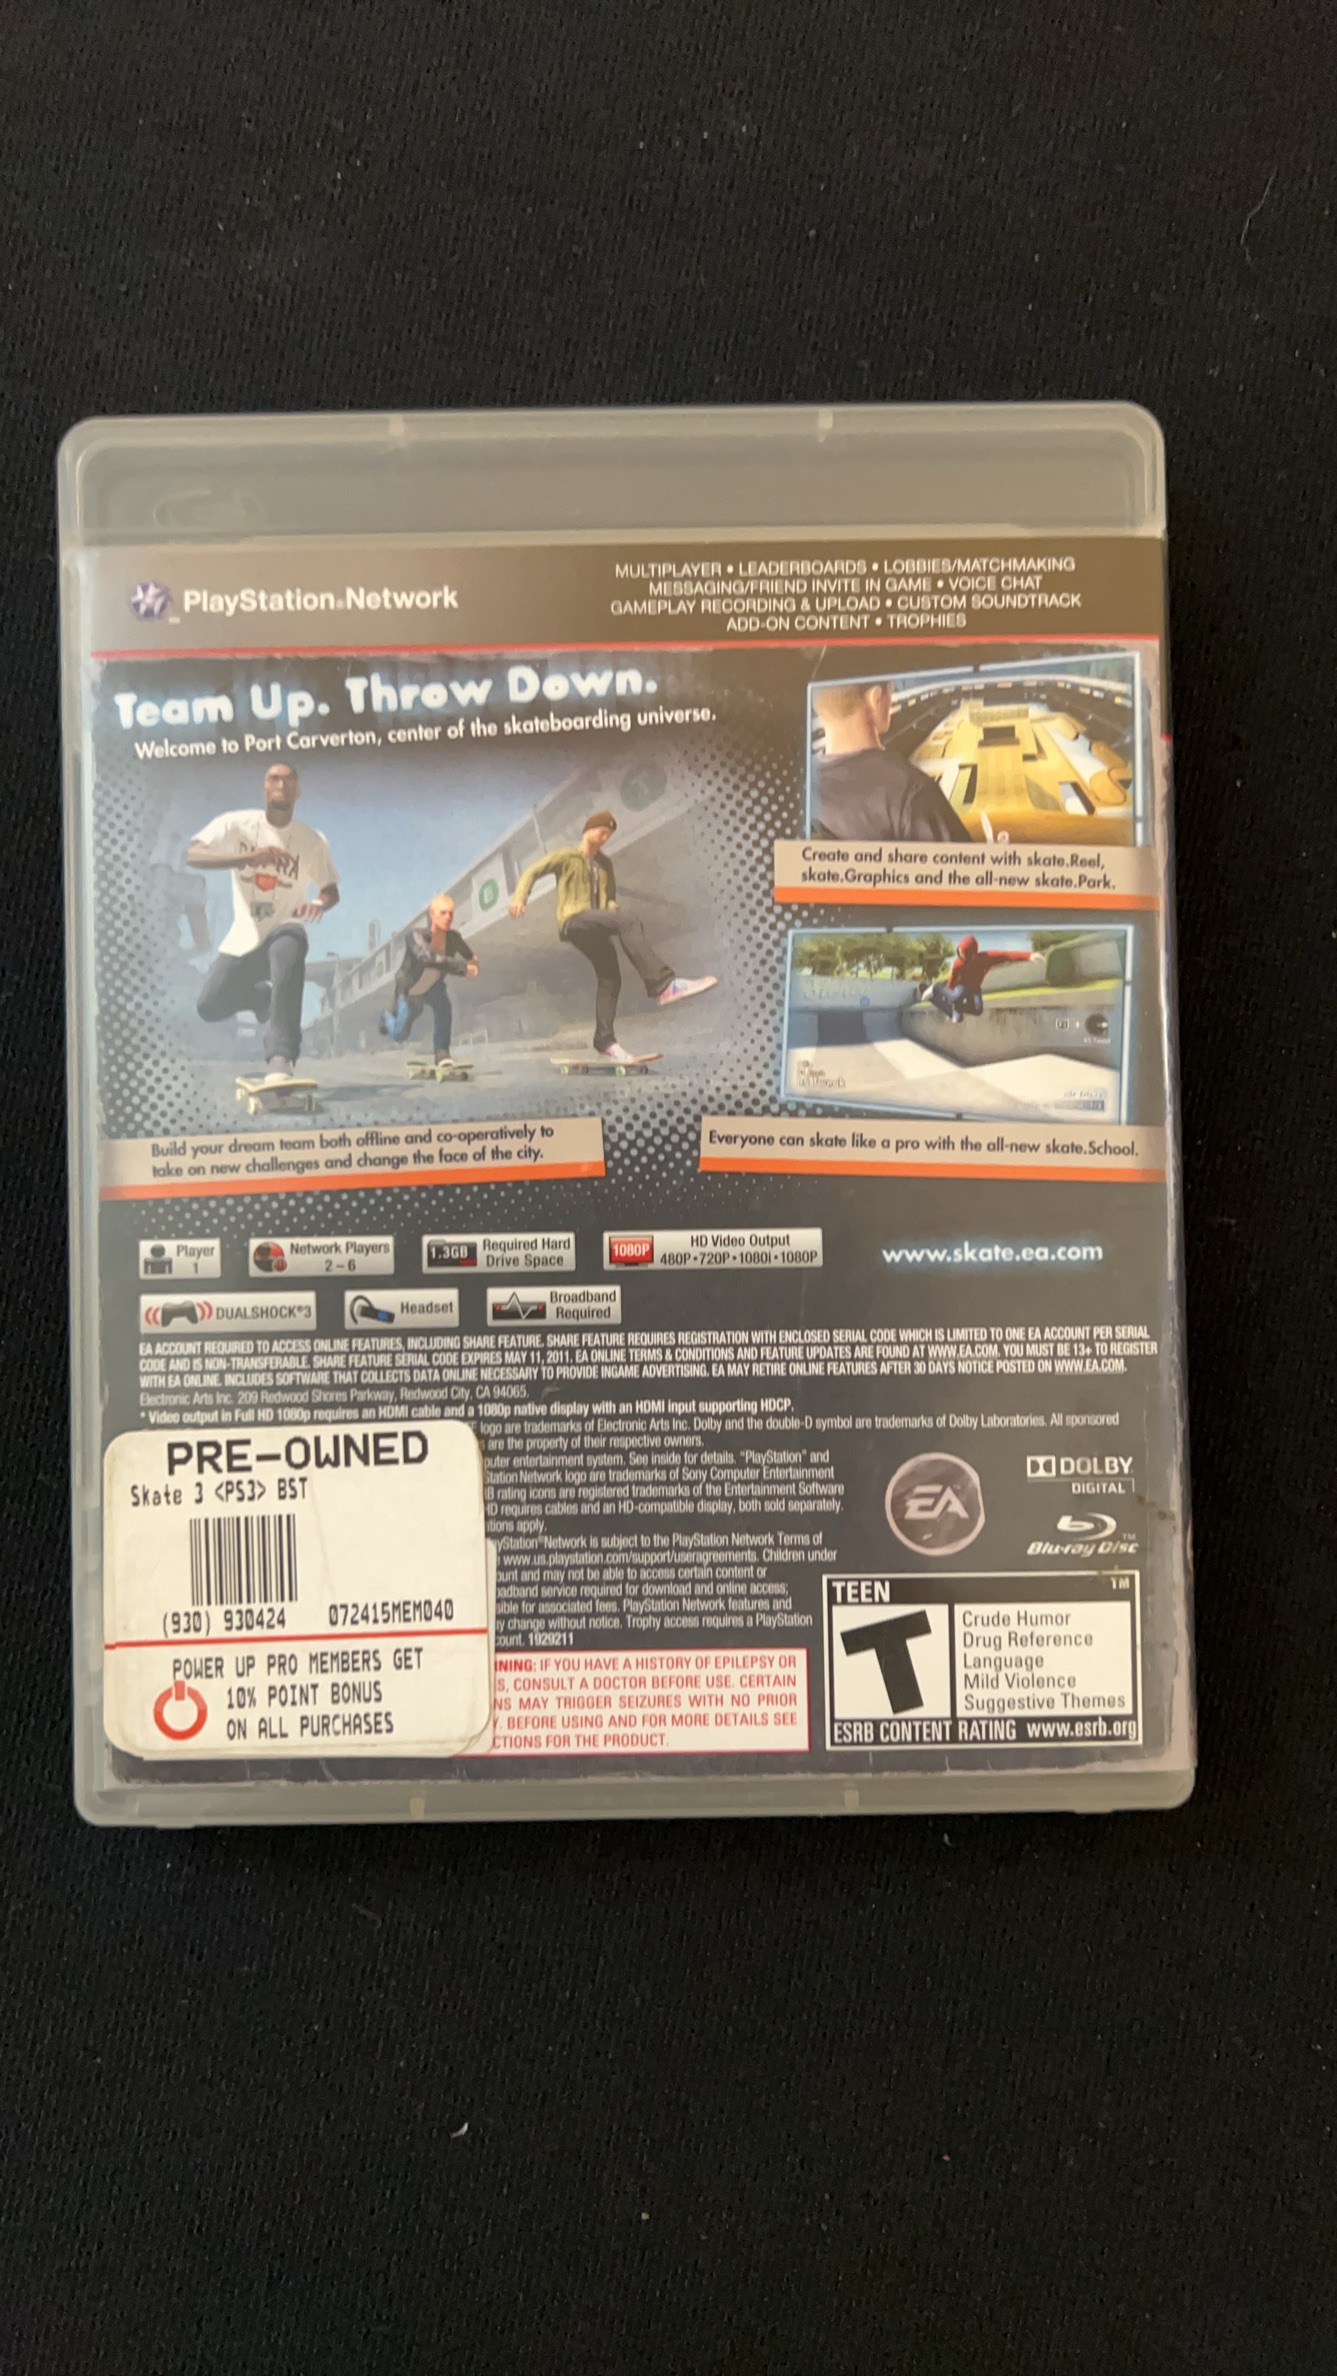 PlayStation®Network
MULTIPLAYER • LEADERBOARDS • LOBBIES/MATCHMAKING
MESSAGING/FRIEND INVITE IN GAME • VOICE CHAT
GAMEPLAY RECORDING & UPLOAD • CUSTOM SOUNDTRACK
ADD-ON CONTENT • TROPHIES
Team Up. Throw Down.
Welcome to Port Carverton, center of the skateboarding universe.
Create and share content with skate.Reel,
skate.Graphics and the all-new skate.Park.
Build your dream team both offline and co-operatively to
take on new challenges and change the face of the city.
Everyone can skate like a pro with the all-new skate.School.
Player
1
Network Players
2-6
1.3GB
Required Hard
Drive Space
1080P
HD Video Output
480P•720P•1080i•1080P
www.skate.ea.com
DUALSHOCK®3
Headset
Broadband
Required
EA ACCOUNT REQUIRED TO ACCESS ONLINE FEATURES, INCLUDING SHARE FEATURE. SHARE FEATURE REQUIRES REGISTRATION WITH ENCLOSED SERIAL CODE WHICH IS LIMITED TO ONE EA ACCOUNT PER SERIAL
CODE AND IS NON-TRANSFERABLE. SHARE FEATURE SERIAL CODE EXPIRES MAY 11, 2011. EA ONLINE TERMS & CONDITIONS AND FEATURE UPDATES ARE FOUND AT WWW.EA.COM. YOU MUST BE 13+ TO REGISTER
WITH EA ONLINE. INCLUDES SOFTWARE THAT COLLECTS DATA ONLINE NECESSARY TO PROVIDE INGAME ADVERTISING. EA MAY RETIRE ONLINE FEATURES AFTER 30 DAYS NOTICE POSTED ON WWW.EA.COM.
Electronic Arts Inc. 209 Redwood Shores Parkway, Redwood City, CA 94065.
* Video output in Full HD 1080p requires an HDMI cable and a 1080p native display with an HDMI input supporting HDCP.
logo are trademarks of Electronic Arts Inc. Dolby and the double-D symbol are trademarks of Dolby Laboratories. All sponsored
are the property of their respective owners.
entertainment system. See inside for details. "PlayStation" and
Network logo are trademarks of Sony Computer Entertainment
rating icons are registered trademarks of the Entertainment Software
requires cables and an HD-compatible display, both sold separately.
apply.
Network is subject to the PlayStation Network Terms of
www.us.playstation.com/support/useragreements. Children under
and may not be able to access certain content or
service required for download and online access;
for associated fees. PlayStation Network features and
change without notice. Trophy access requires a PlayStation
1929211
NING: IF YOU HAVE A HISTORY OF EPILEPSY OR
S, CONSULT A DOCTOR BEFORE USE. CERTAIN
NS MAY TRIGGER SEIZURES WITH NO PRIOR
Y. BEFORE USING AND FOR MORE DETAILS SEE
CTIONS FOR THE PRODUCT.
PRE-OWNED
Skate 3 <PS3> BST
(930) 930424 072415MEM040
POWER UP PRO MEMBERS GET
10% POINT BONUS
ON ALL PURCHASES
EA
DOLBY
DIGITAL
Blu-ray Disc™
TEEN ™
T
Crude Humor
Drug Reference
Language
Mild Violence
Suggestive Themes
ESRB CONTENT RATING www.esrb.org